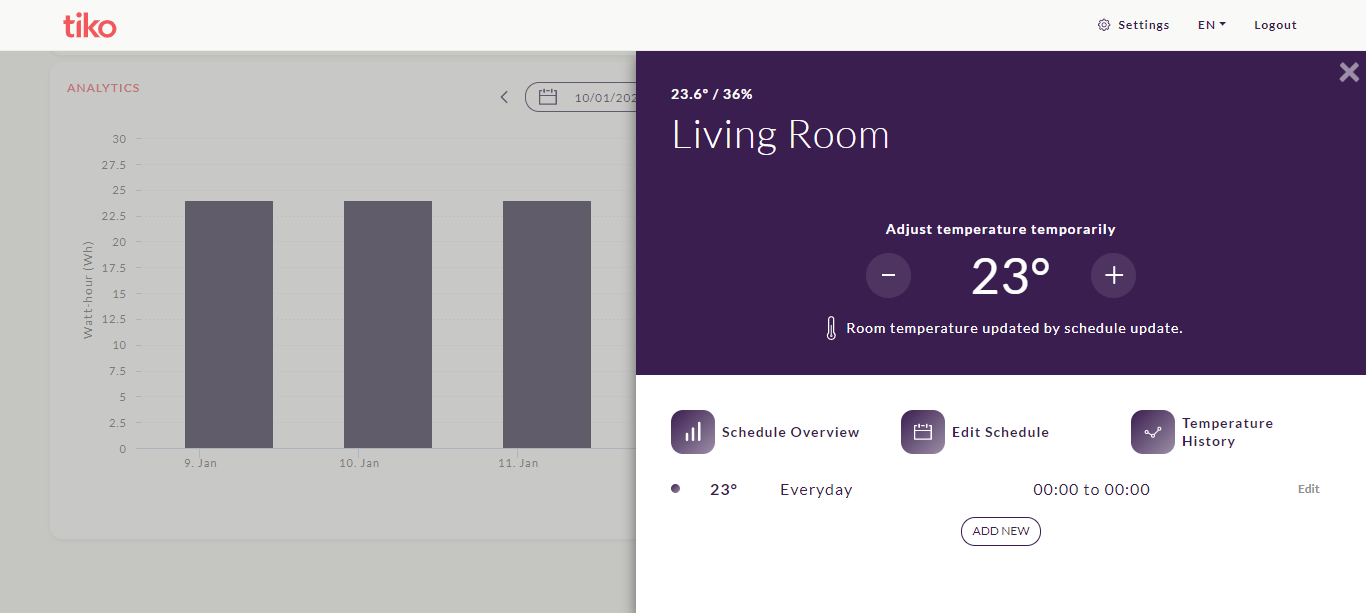 tiko
Settings
EN
Logout
ANALYTICS
10/01/202
30
27.5
25
22.5
20
17.5
15
12.5
10
7.5
5
2.5
0
Watt-hour (Wh)
9. Jan
10. Jan
11. Jan
23.6° / 36%
Living Room
Adjust temperature temporarily
23°
Room temperature updated by schedule update.
Schedule Overview
Edit Schedule
Temperature
History
23° Everyday 00:00 to 00:00 Edit
ADD NEW